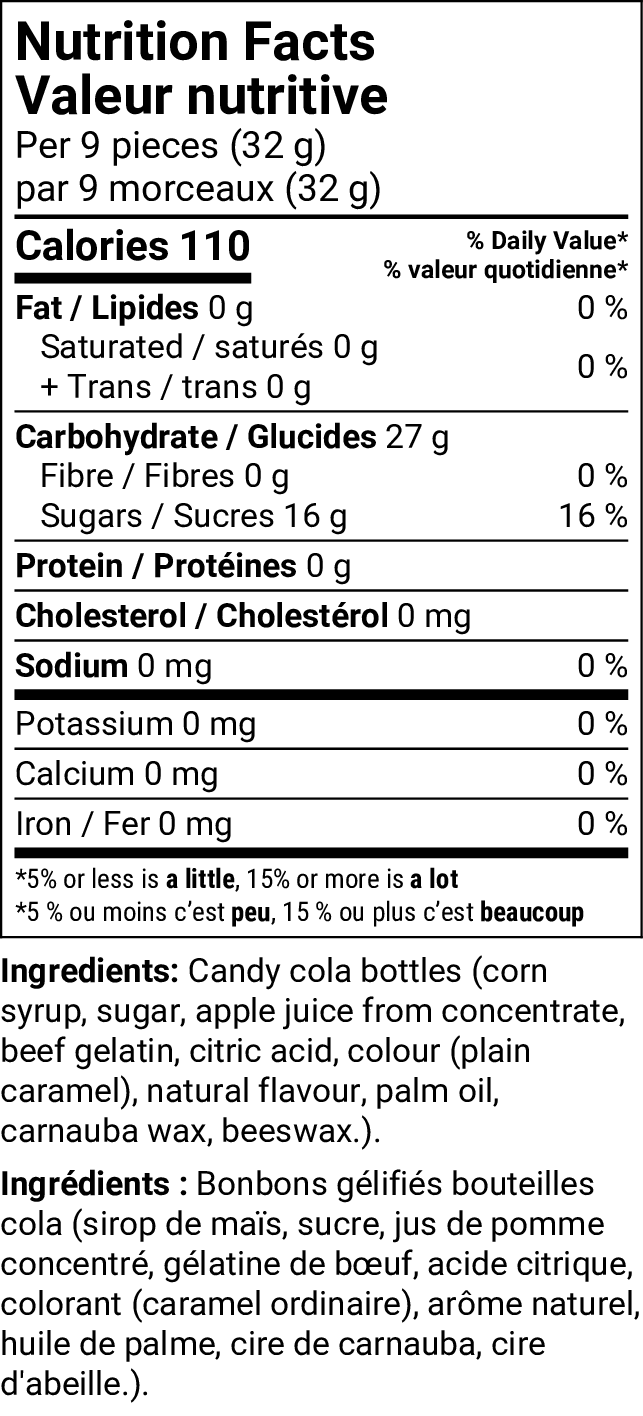 Nutrition Facts
Valeur nutritive
Per 9 pieces (32 g)
par 9 morceaux (32 g)
Calories 110
% Daily Value*
% valeur quotidienne*
Fat / Lipides 0 g 0 %
Saturated / saturés 0 g
+ Trans / trans 0 g 0 %
Carbohydrate / Glucides 27 g
Fibre / Fibres 0 g 0 %
Sugars / Sucres 16 g 16 %
Protein / Protéines 0 g
Cholesterol / Cholestérol 0 mg
Sodium 0 mg 0 %
Potassium 0 mg 0 %
Calcium 0 mg 0 %
Iron / Fer 0 mg 0 %
*5% or less is a little, 15% or more is a lot
*5 % ou moins c’est peu, 15 % ou plus c’est beaucoup
Ingredients: Candy cola bottles (corn
syrup, sugar, apple juice from concentrate,
beef gelatin, citric acid, colour (plain
caramel), natural flavour, palm oil,
carnauba wax, beeswax.).
Ingrédients : Bonbons gélifiés bouteilles
cola (sirop de maïs, sucre, jus de pomme
concentré, gélatine de bœuf, acide citrique,
colorant (caramel ordinaire), arôme naturel,
huile de palme, cire de carnauba, cire
d'abeille.).